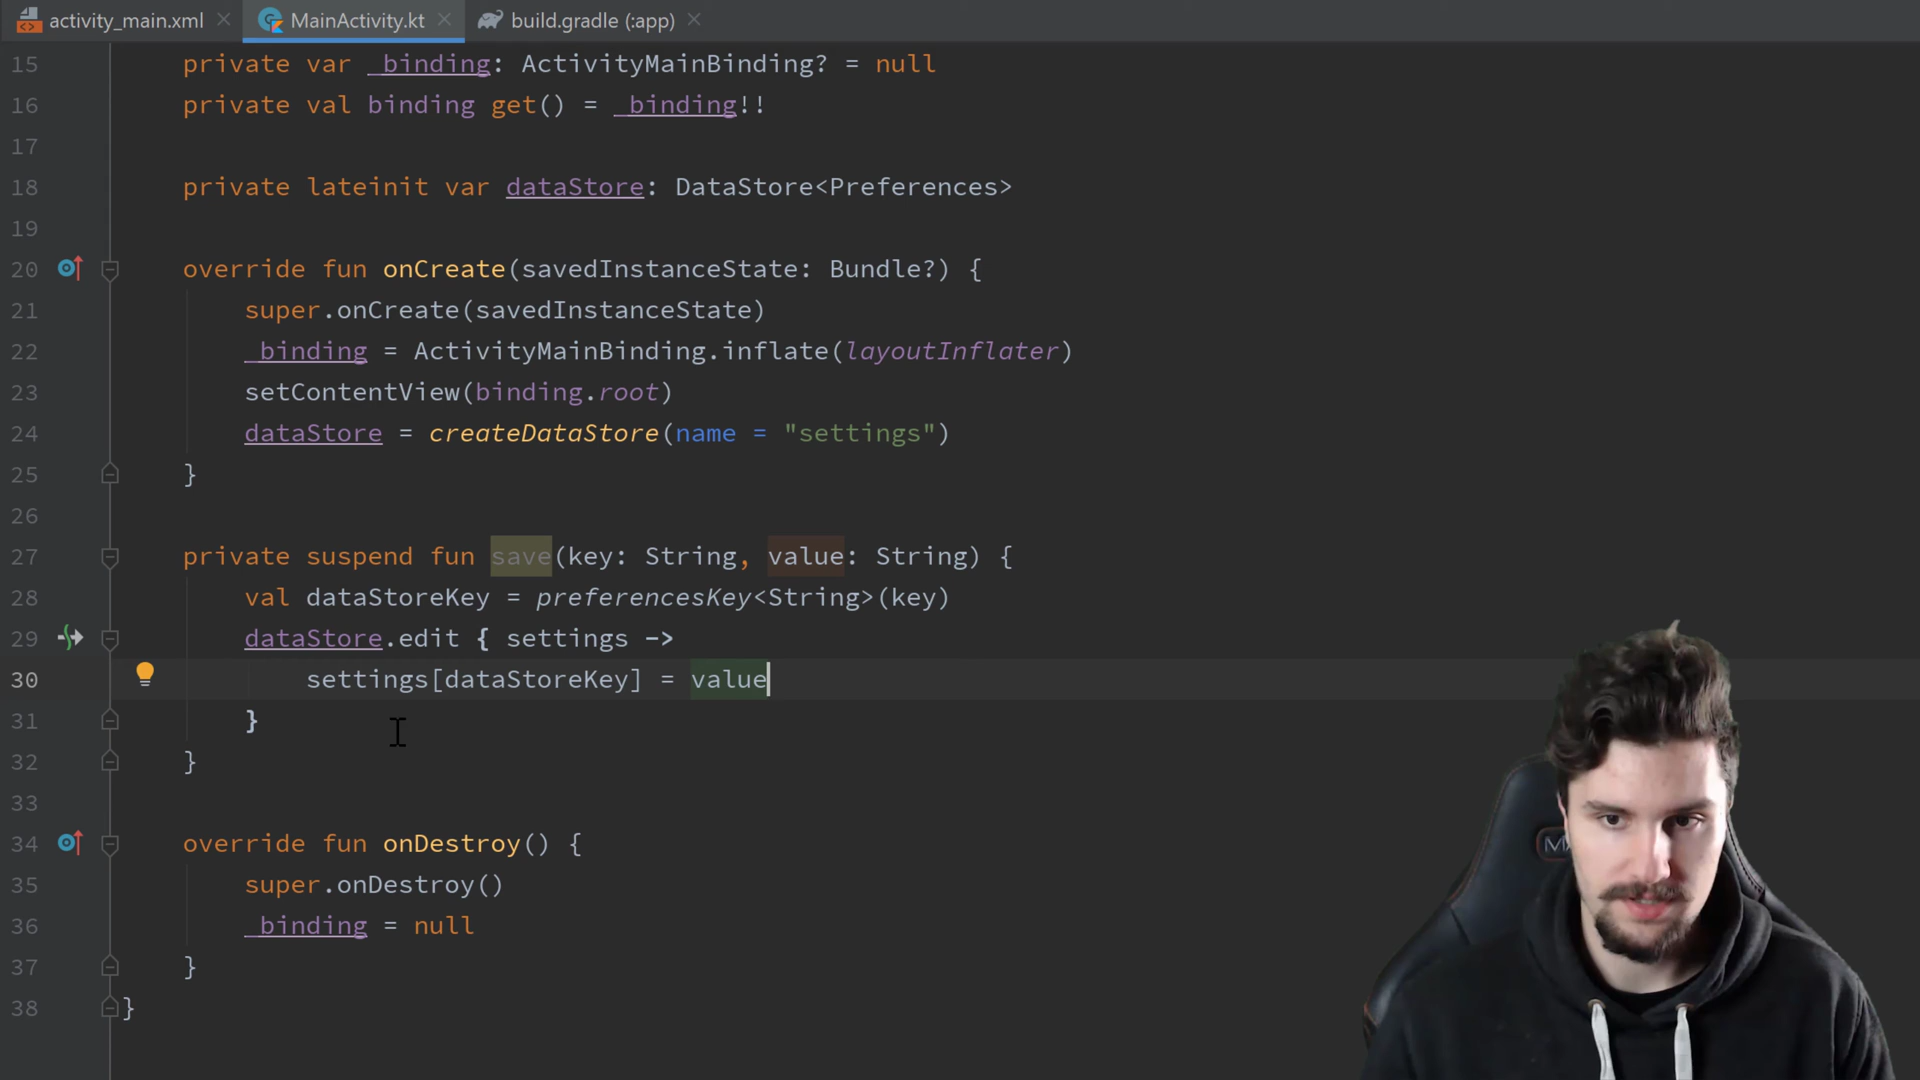 activity_main.xml MainActivity.kt build.gradle (:app)
15 private var _binding: ActivityMainBinding? = null
16 private val binding get() = _binding!!
17
18 private lateinit var dataStore: DataStore<Preferences>
19
20 override fun onCreate(savedInstanceState: Bundle?) {
21 super.onCreate(savedInstanceState)
22 _binding = ActivityMainBinding.inflate(layoutInflater)
23 setContentView(binding.root)
24 dataStore = createDataStore(name = "settings")
25 }
26
27 private suspend fun save(key: String, value: String) {
28 val dataStoreKey = preferencesKey<String>(key)
29 dataStore.edit { settings ->
30 settings[dataStoreKey] = value
31 }
32 }
33
34 override fun onDestroy() {
35 super.onDestroy()
36 _binding = null
37 }
38 }